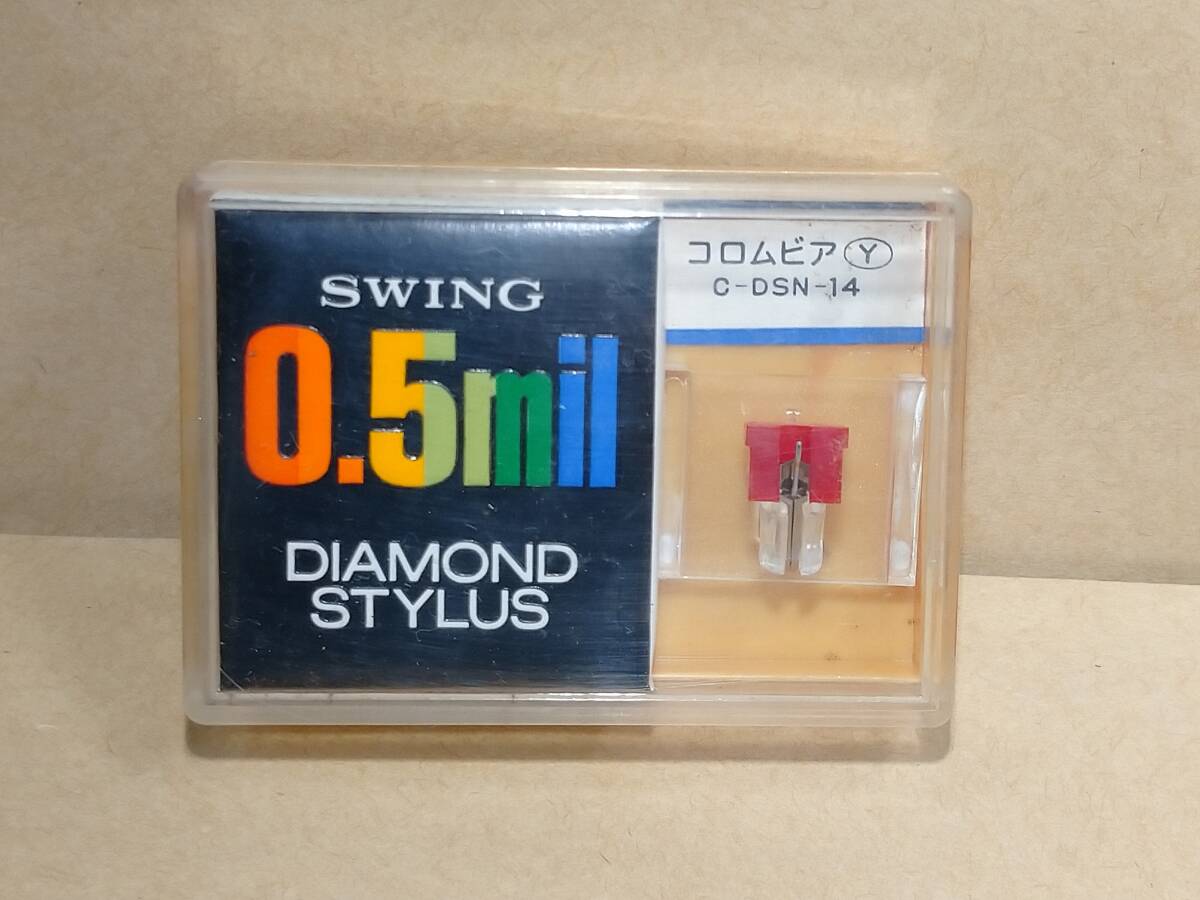 SWING
0.5mil
DIAMOND
STYLUS
コロムビア Ⓨ
C-DSN-14